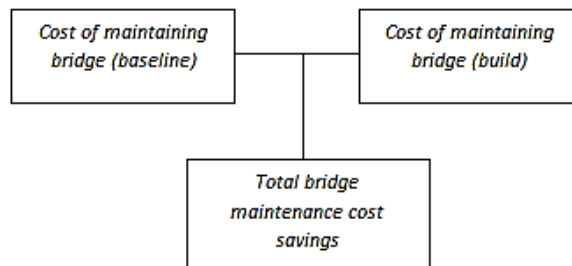 Cost of maintaining
bridge (baseline)
Cost of maintaining
bridge (build)
Total bridge
maintenance cost
savings